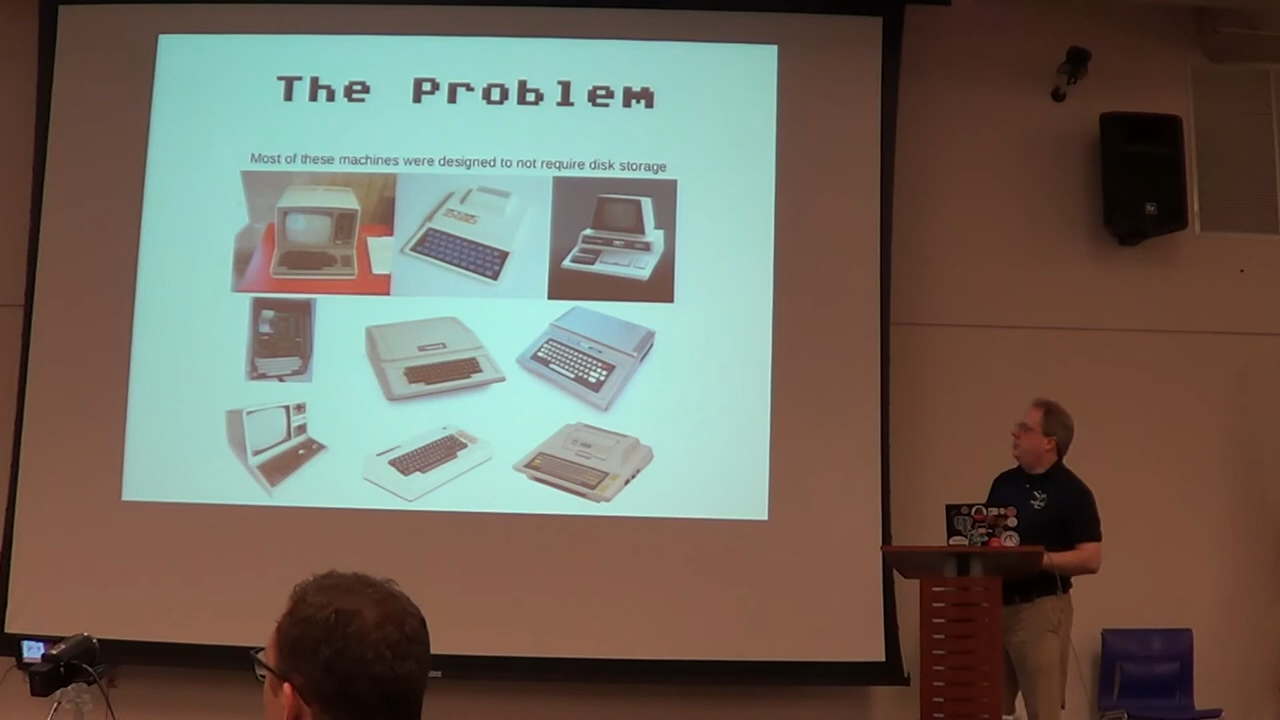 The Problem
Most of these machines were designed to not require disk storage